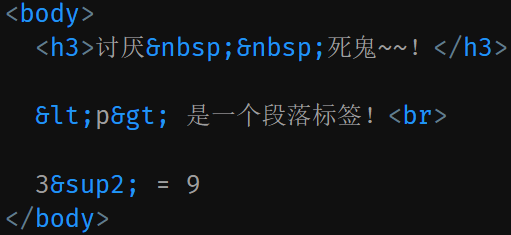 <body>
<h3>讨厌&nbsp;&nbsp;死鬼~~！</h3>
&lt;p&gt; 是一个段落标签！<br>
3&sup2; = 9
</body>